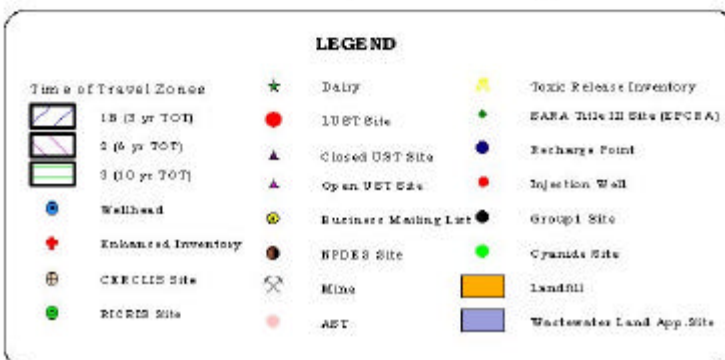 LEGEND
Time of Travel Zones
1B (3 yr TOT)
2 (6 yr TOT)
3 (10 yr TOT)
Wellhead
Enhanced Inventory
CERCLIS Site
RICRIS Site
Dairy
LUST Site
Closed UST Site
Open UST Site
Business Mailing List
NPDES Site
Mine
AST
Toxic Release Inventory
SARA Title III Site (EPCRA)
Recharge Point
Injection Well
Group1 Site
Cyanide Site
Landfill
Wastewater Land App. Site